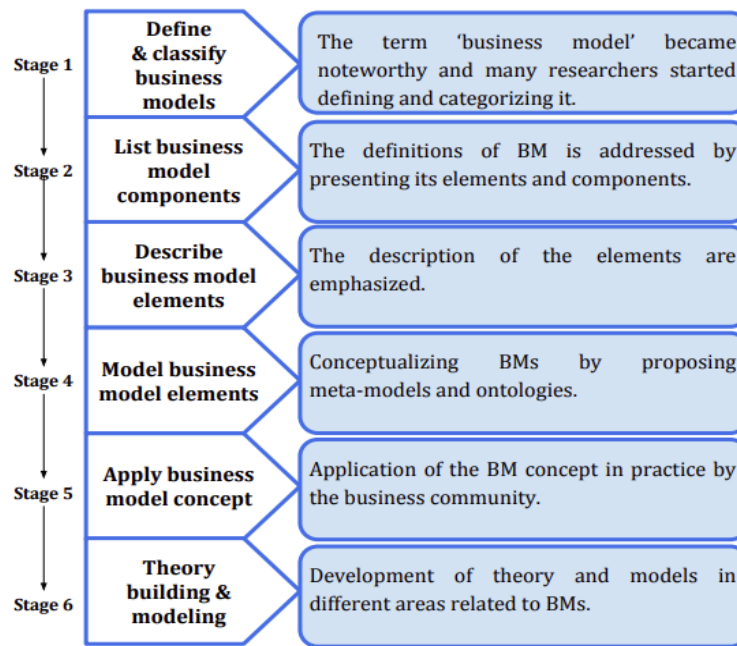 Stage 1
Define
& classify
business
models
The term ‘business model’ became
noteworthy and many researchers started
defining and categorizing it.
Stage 2
List business
model
components
The definitions of BM is addressed by
presenting its elements and components.
Stage 3
Describe
business model
elements
The description of the elements are
emphasized.
Stage 4
Model business
model elements
Conceptualizing BMs by proposing
meta-models and ontologies.
Stage 5
Apply business
model concept
Application of the BM concept in practice by
the business community.
Stage 6
Theory
building &
modeling
Development of theory and models in
different areas related to BMs.